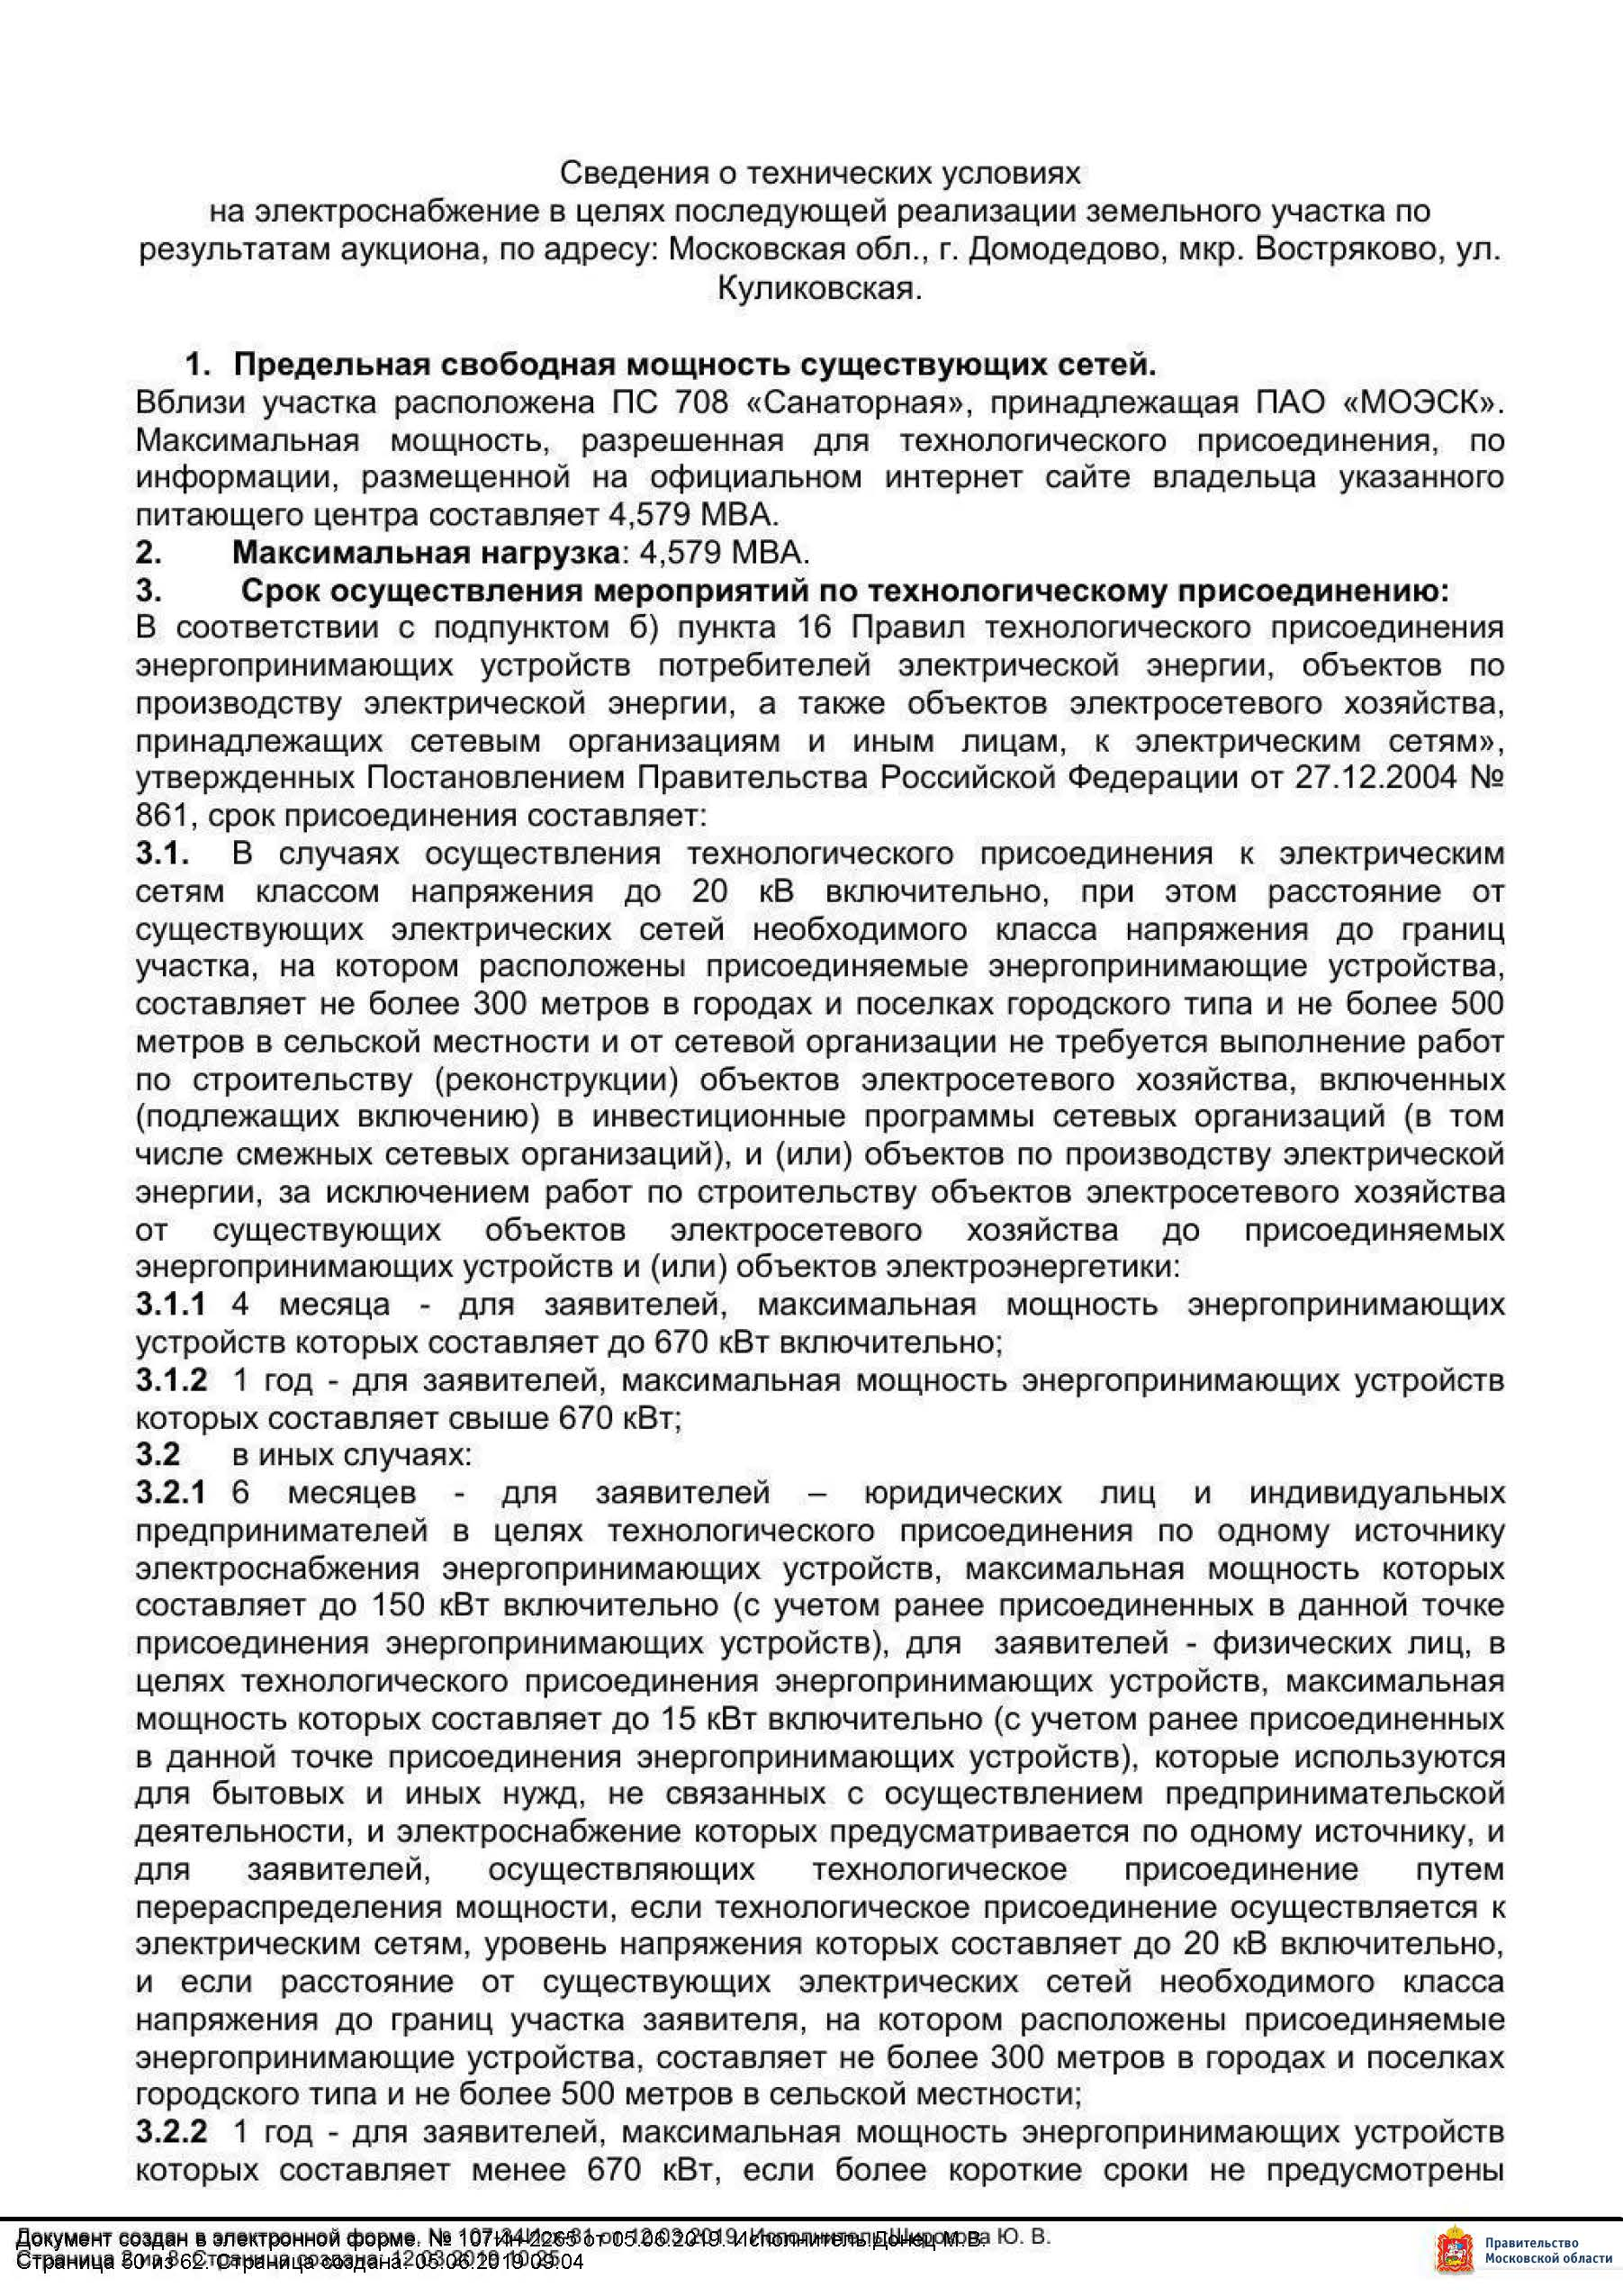 Сведения о технических условиях
на электроснабжение в целях последующей реализации земельного участка по
результатам аукциона, по адресу: Московская обл., г. Домодедово, мкр. Востряково, ул.
Куликовская.
1. Предельная свободная мощность существующих сетей.
Вблизи участка расположена ПС 708 «Санаторная», принадлежащая ПАО «МОЭСК».
Максимальная мощность, разрешенная для технологического присоединения, по
информации, размещенной на официальном интернет сайте владельца указанного
питающего центра составляет 4,579 МВА.
2. Максимальная нагрузка: 4,579 МВА.
3. Срок осуществления мероприятий по технологическому присоединению:
В соответствии с подпунктом б) пункта 16 Правил технологического присоединения
энергопринимающих устройств потребителей электрической энергии, объектов по
производству электрической энергии, а также объектов электросетевого хозяйства,
принадлежащих сетевым организациям и иным лицам, к электрическим сетям»,
утвержденных Постановлением Правительства Российской Федерации от 27.12.2004 №
861, срок присоединения составляет:
3.1. В случаях осуществления технологического присоединения к электрическим
сетям классом напряжения до 20 кВ включительно, при этом расстояние от
существующих электрических сетей необходимого класса напряжения до границ
участка, на котором расположены присоединяемые энергопринимающие устройства,
составляет не более 300 метров в городах и поселках городского типа и не более 500
метров в сельской местности и от сетевой организации не требуется выполнение работ
по строительству (реконструкции) объектов электросетевого хозяйства, включенных
(подлежащих включению) в инвестиционные программы сетевых организаций (в том
числе смежных сетевых организаций), и (или) объектов по производству электрической
энергии, за исключением работ по строительству объектов электросетевого хозяйства
от существующих объектов электросетевого хозяйства до присоединяемых
энергопринимающих устройств и (или) объектов электроэнергетики:
3.1.1 4 месяца - для заявителей, максимальная мощность энергопринимающих
устройств которых составляет до 670 кВт включительно;
3.1.2 1 год - для заявителей, максимальная мощность энергопринимающих устройств
которых составляет свыше 670 кВт;
3.2 в иных случаях:
3.2.1 6 месяцев - для заявителей – юридических лиц и индивидуальных
предпринимателей в целях технологического присоединения по одному источнику
электроснабжения энергопринимающих устройств, максимальная мощность которых
составляет до 150 кВт включительно (с учетом ранее присоединенных в данной точке
присоединения энергопринимающих устройств), для заявителей - физических лиц, в
целях технологического присоединения энергопринимающих устройств, максимальная
мощность которых составляет до 15 кВт включительно (с учетом ранее присоединенных
в данной точке присоединения энергопринимающих устройств), которые используются
для бытовых и иных нужд, не связанных с осуществлением предпринимательской
деятельности, и электроснабжение которых предусматривается по одному источнику, и
для заявителей, осуществляющих технологическое присоединение путем
перераспределения мощности, если технологическое присоединение осуществляется к
электрическим сетям, уровень напряжения которых составляет до 20 кВ включительно,
и если расстояние от существующих электрических сетей необходимого класса
напряжения до границ участка заявителя, на котором расположены присоединяемые
энергопринимающие устройства, составляет не более 300 метров в городах и поселках
городского типа и не более 500 метров в сельской местности;
3.2.2 1 год - для заявителей, максимальная мощность энергопринимающих устройств
которых составляет менее 670 кВт, если более короткие сроки не предусмотрены
Документ создан в электронной форме. № 107Исх-2265 от 05.06.2019. Исполнитель:Донец М.В.
Страница 60 из 62. Страница создана: 05.06.2019 09:04
Правительство
Московской области